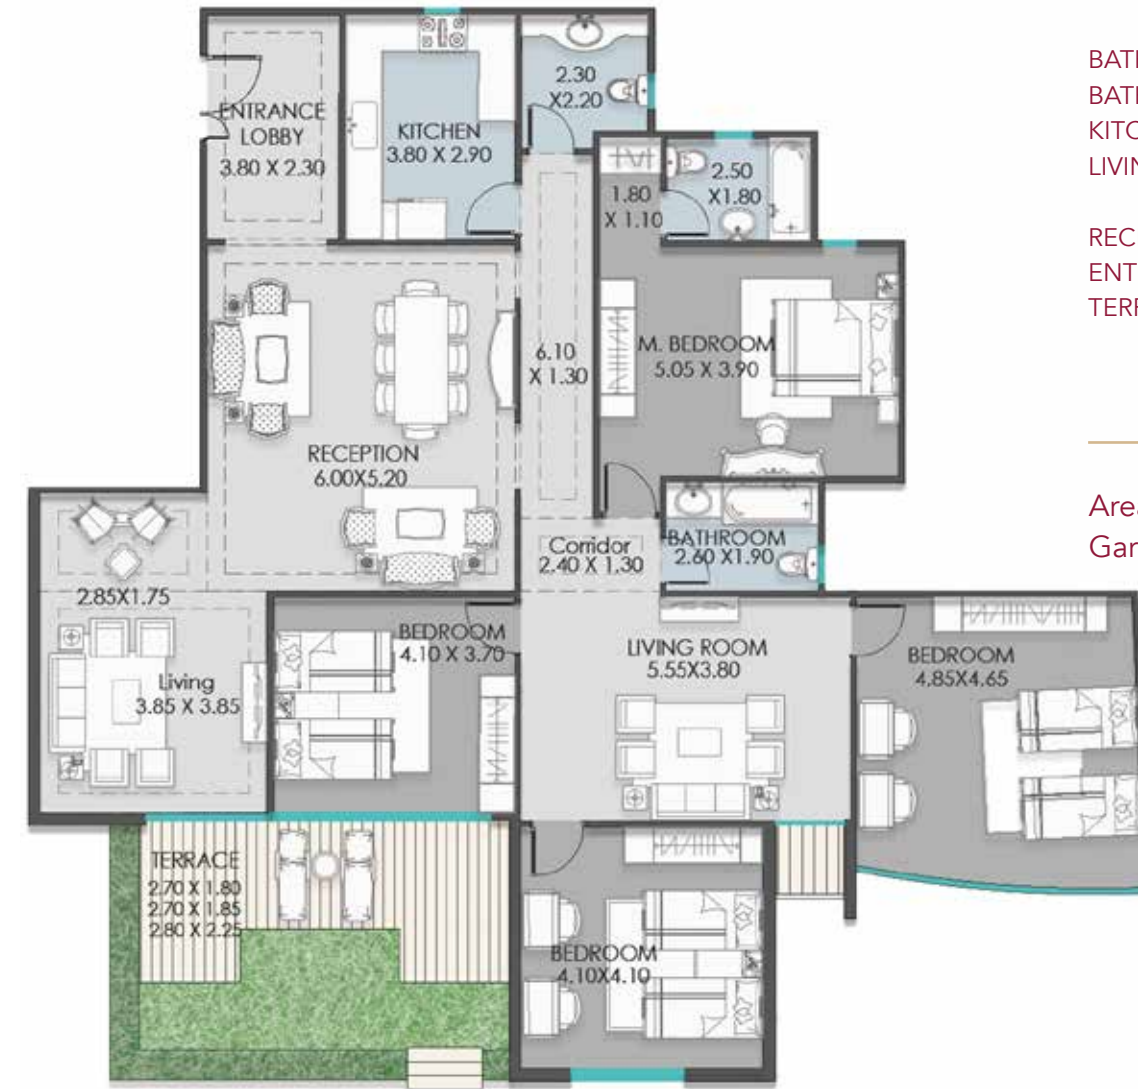 ENTRANCE
LOBBY
3.80 X 2.30
KITCHEN
3.80 X 2.90
2.30
X2.20
1.80
X 1.10
2.50
X1.80
M. BEDROOM
5.05 X 3.90
6.10
X 1.30
RECEPTION
6.00X5.20
Corridor
2.40 X 1.30
BATHROOM
2.60 X1.90
2.85X1.75
Living
3.85 X 3.85
BEDROOM
4.10 X 3.70
LIVING ROOM
5.55X3.80
BEDROOM
4.85X4.65
TERRACE
2.70 X 1.80
2.70 X 1.85
2.80 X 2.25
BEDROOM
4.10X4.10